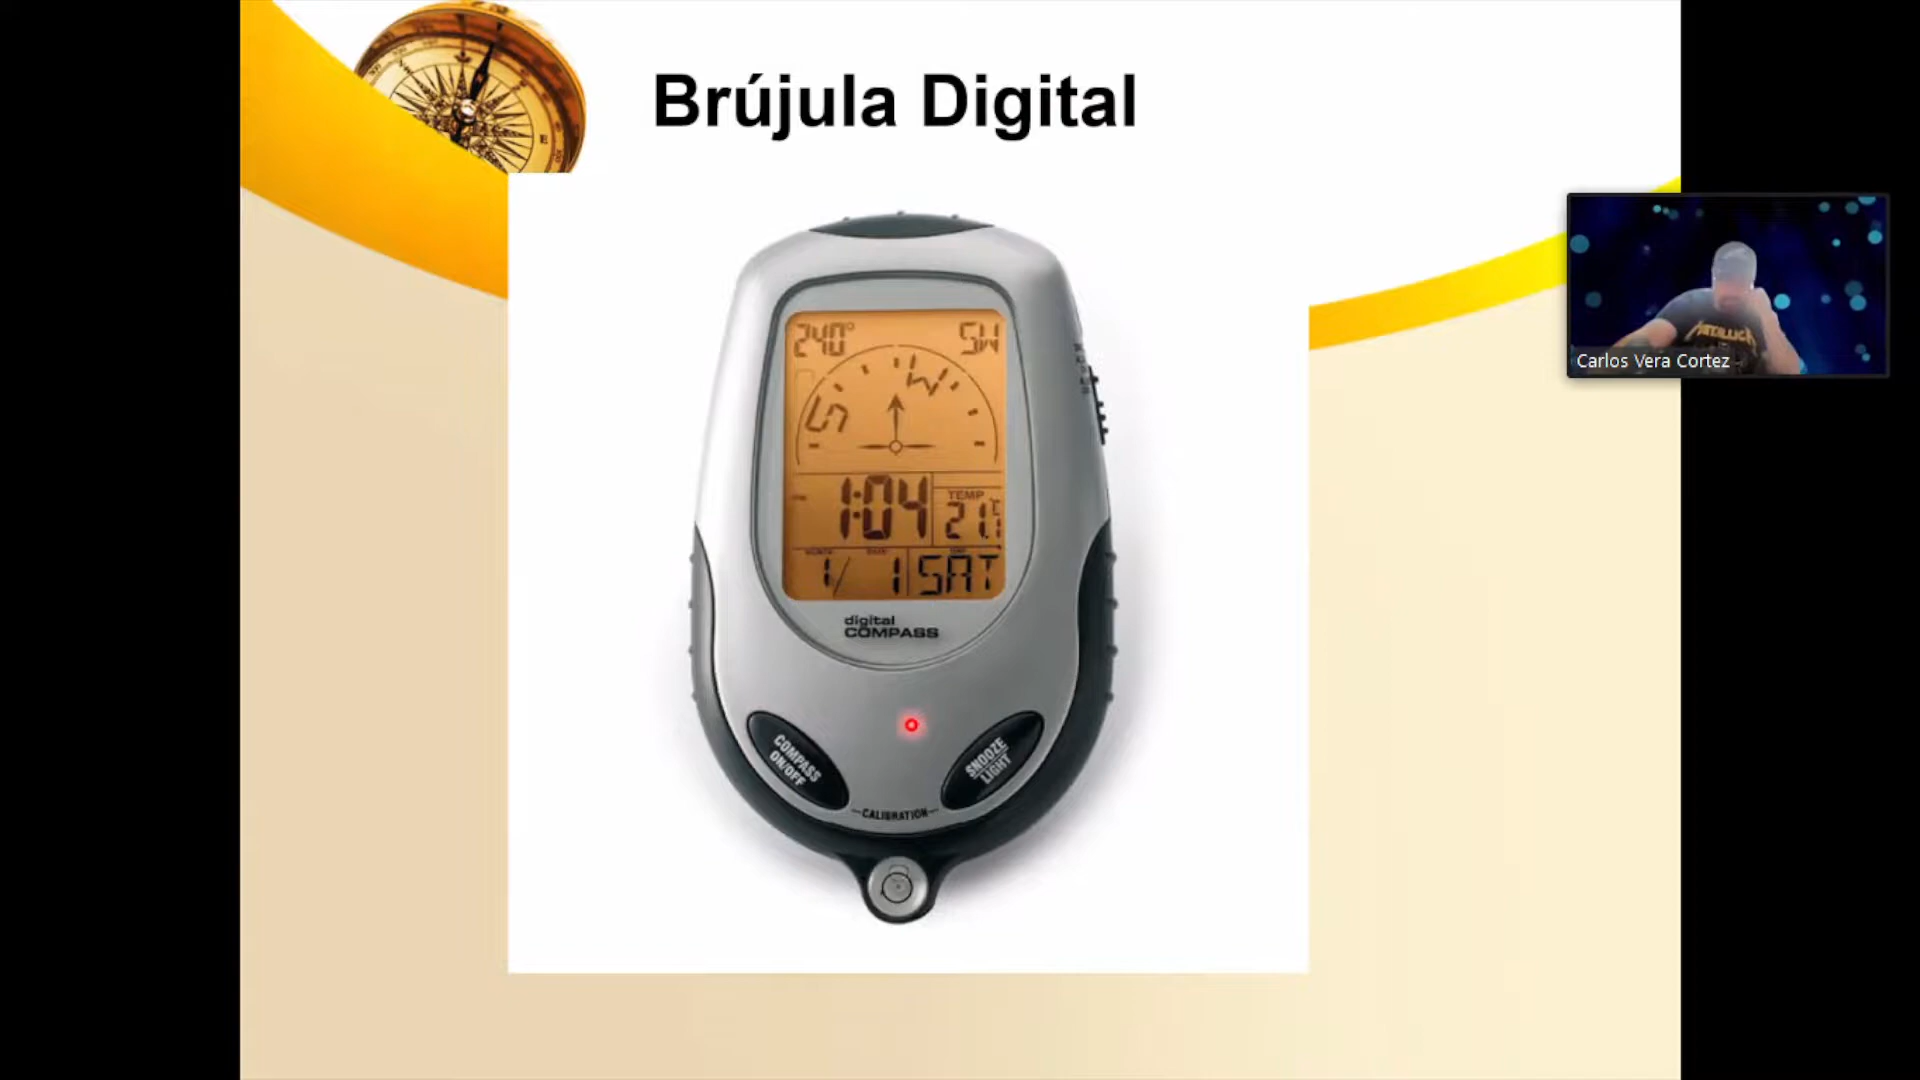 Brújula Digital
240° SW
S W
1:04
TEMP
21.1 °C
1/ 1 SAT
digital
COMPASS
COMPASS
ON/OFF
SNOOZE
LIGHT
CALIBRATION
METALLICA
Carlos Vera Cortez
E